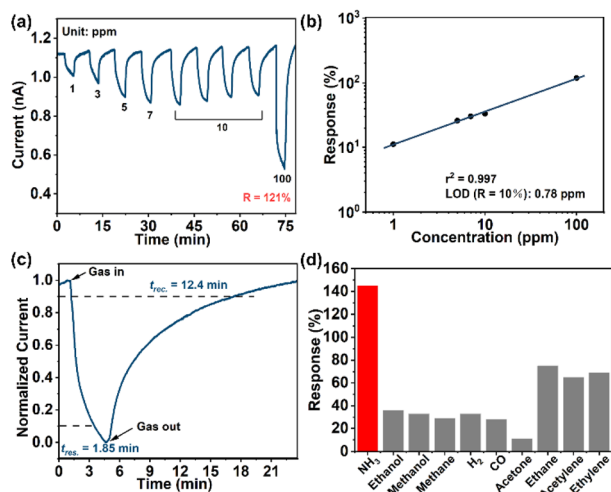 (a)
Unit: ppm
Current (nA)
1.2
1.0
0.8
0.6
0.4
1
3
5
7
10
100
R = 121%
0
15
30
45
60
75
Time (min)
(b)
Response (%)
10³
10²
10¹
10⁰
r² = 0.997
LOD (R = 10%): 0.78 ppm
1
10
100
Concentration (ppm)
(c)
Normalized Current
1.0
0.8
0.6
0.4
0.2
0.0
Gas in
t_rec. = 12.4 min
Gas out
t_res. = 1.85 min
0
3
6
9
12
15
18
21
Time (min)
(d)
Response (%)
160
140
120
100
80
60
40
20
0
NH₃
Ethanol
Methanol
Methane
H₂
CO
Acetone
Ethane
Acetylene
Ethylene